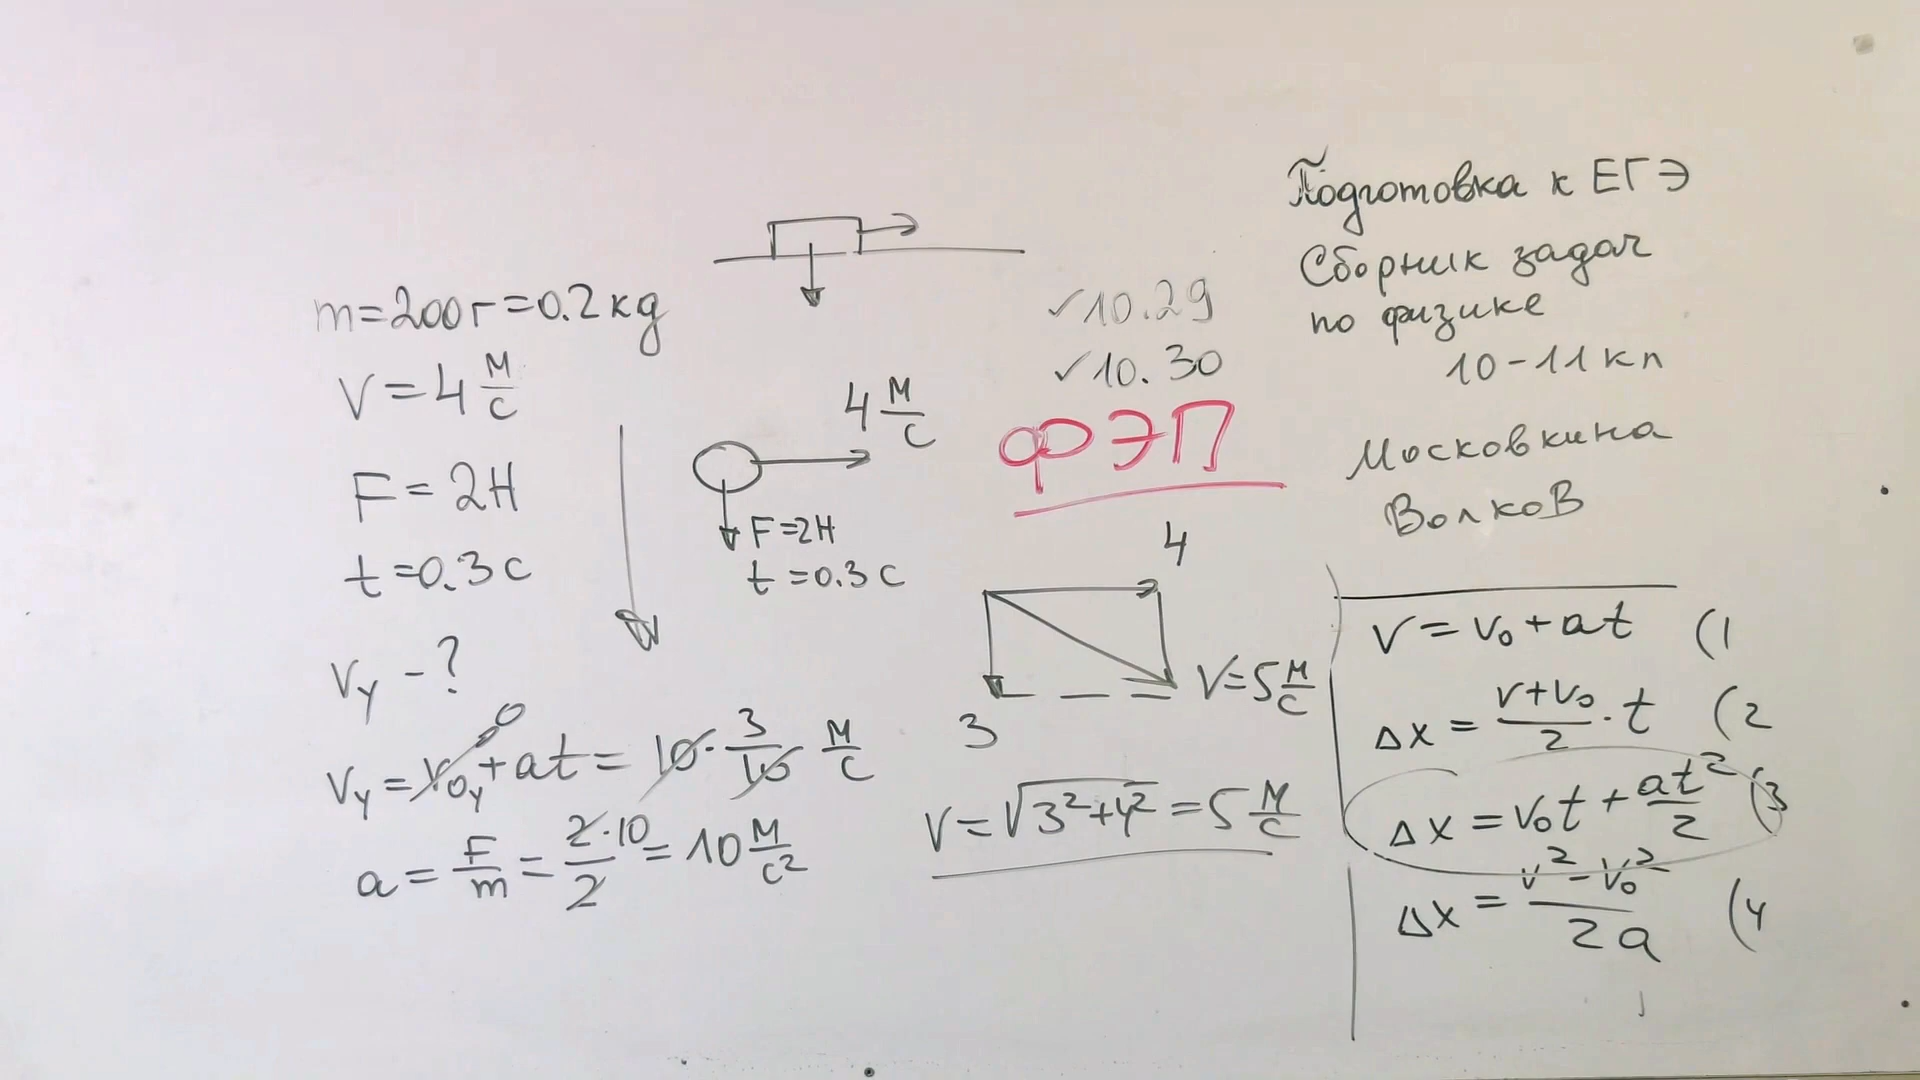 m=200г=0.2kg
V=4 м/с
F=2Н
t=0.3с
Vy-?
Vy=V0y+at=10·3/10 м/с
0
a=F/m=2·10/2=10 м/с²
4 м/с
F=2Н
t=0.3с
✓10.29
✓10.30
ФЭП
4
V=5 м/с
3
V=√3²+4²=5 м/с
Подготовка к ЕГЭ
Сборник задач
по физике
10-11 кл
Московкина
Волков
V=V0+at (1
Δx=V+V0/2·t (2
Δx=V0t+at²/2 (3
Δx=V²-V0²/2a (4